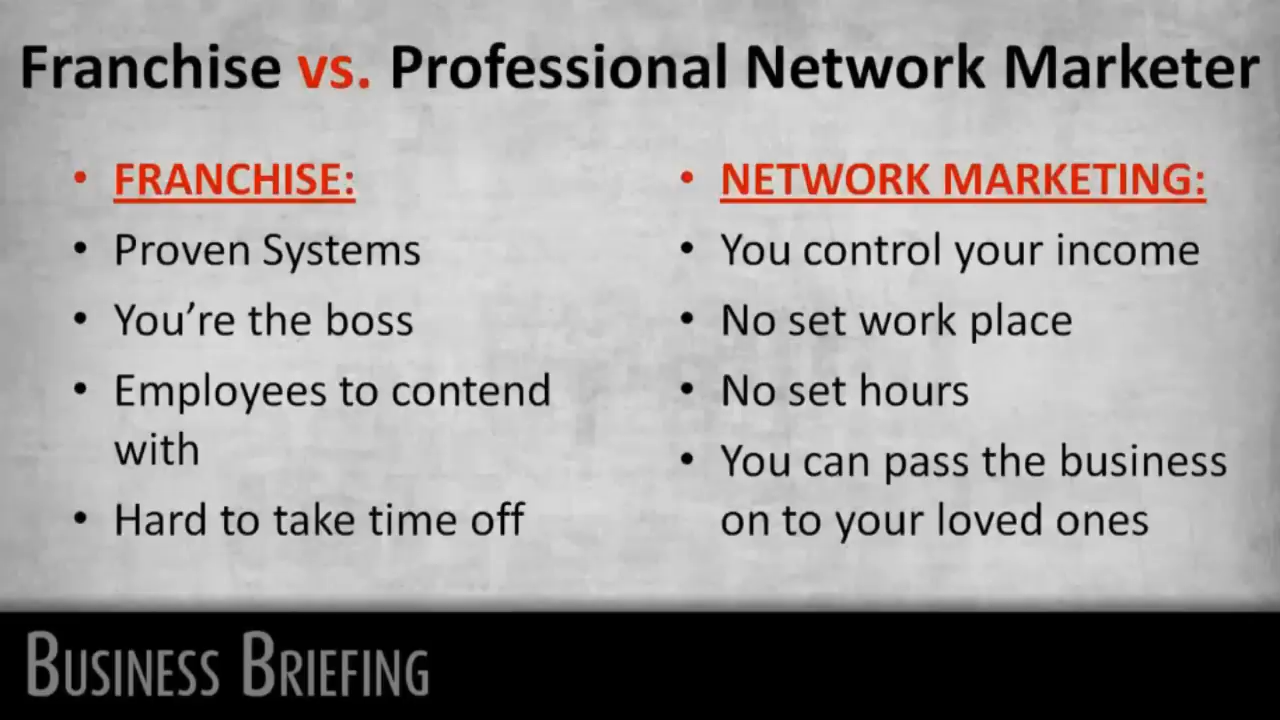 Franchise vs. Professional Network Marketer
• FRANCHISE:
• Proven Systems
• You’re the boss
• Employees to contend
with
• Hard to take time off
• NETWORK MARKETING:
• You control your income
• No set work place
• No set hours
• You can pass the business
on to your loved ones
BUSINESS BRIEFING